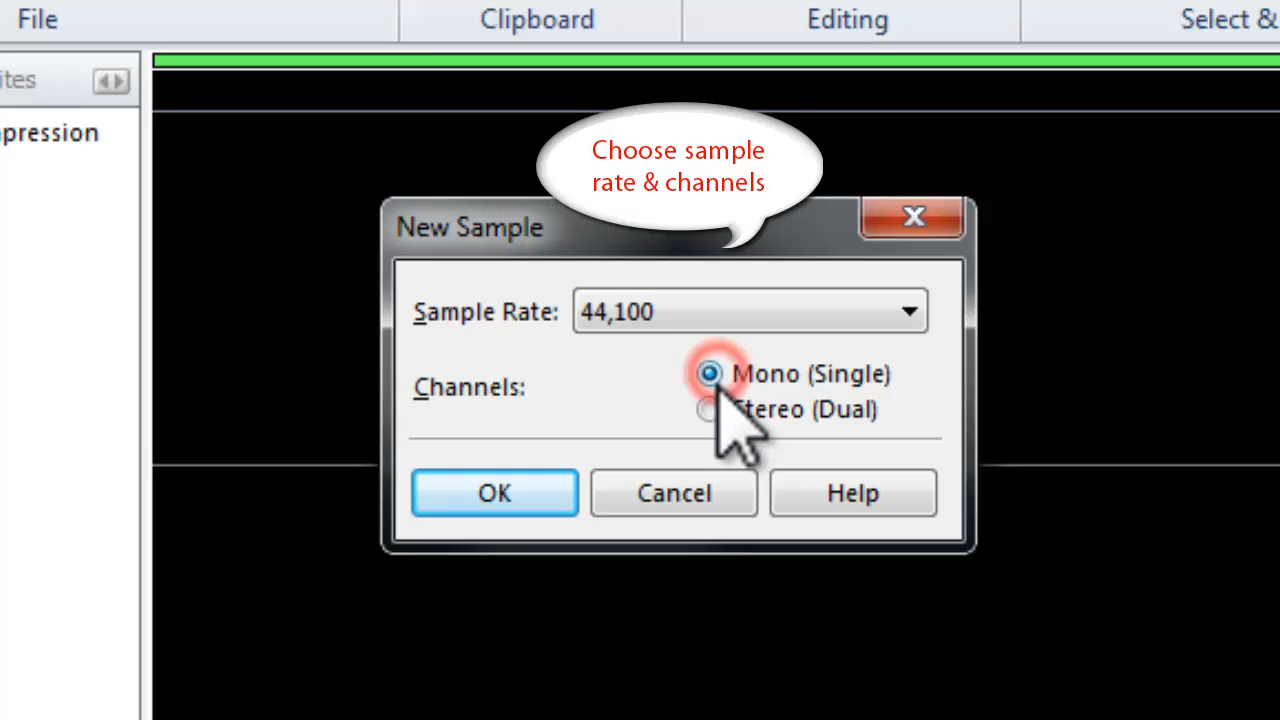 File
Clipboard
Editing
Select &
ites
pression
Choose sample
rate & channels
New Sample
Sample Rate:
44,100
Channels:
Mono (Single)
Stereo (Dual)
OK
Cancel
Help